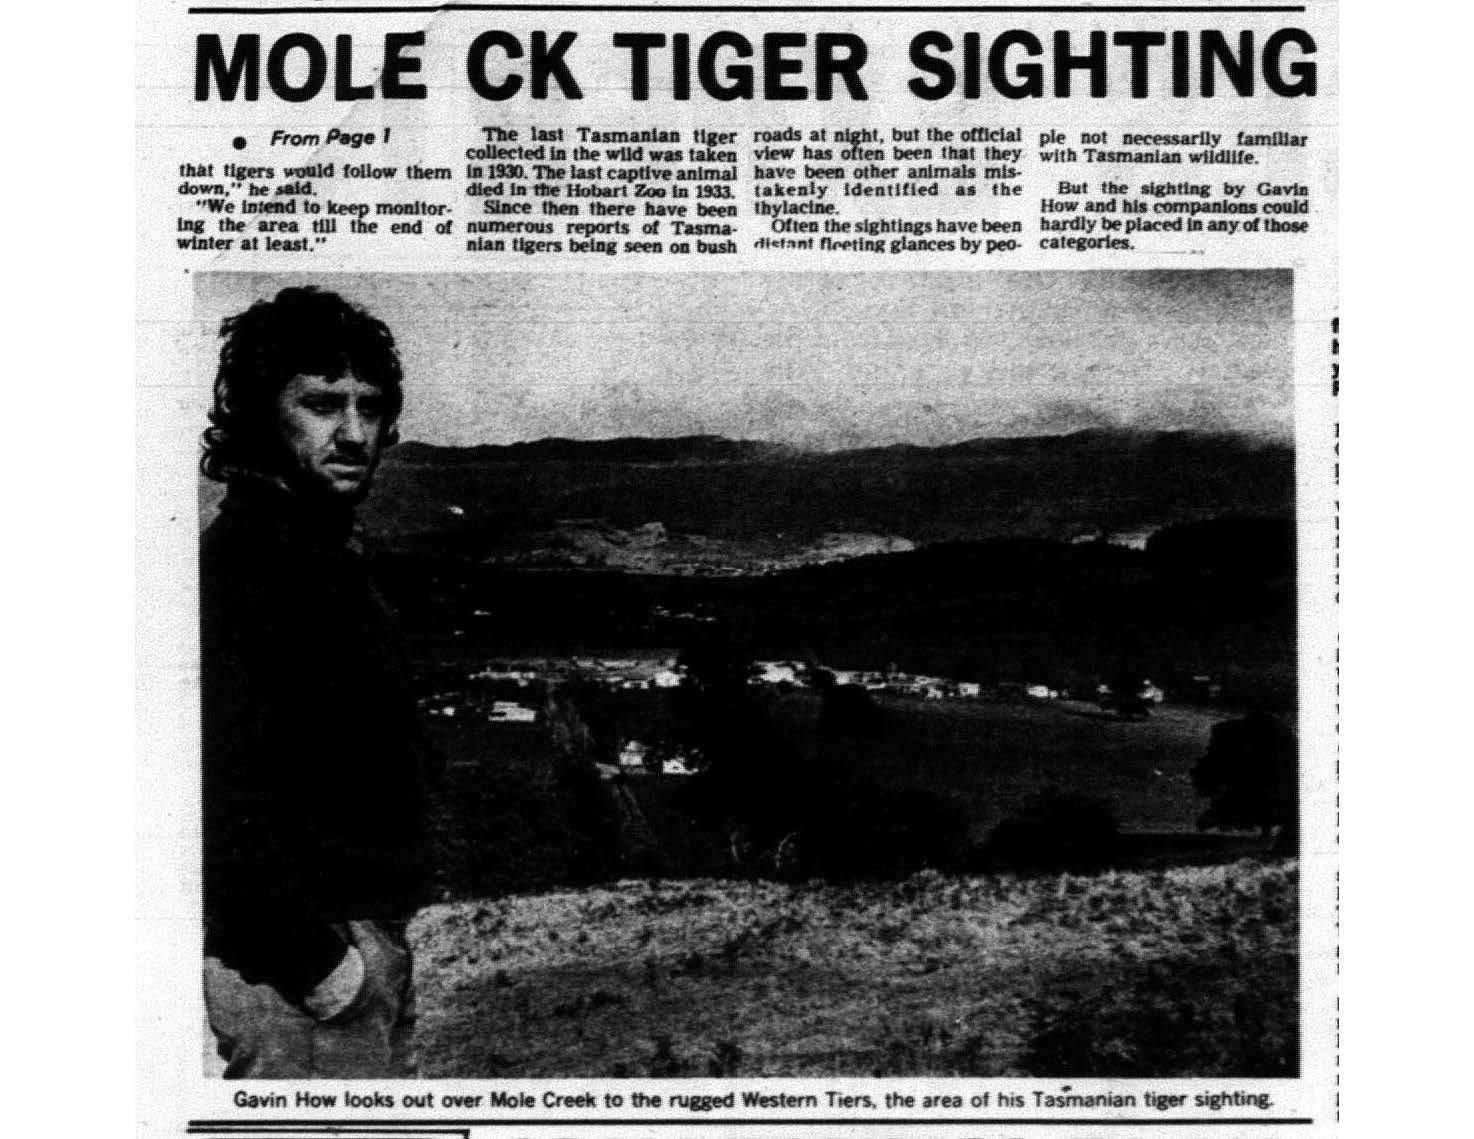 MOLE CK TIGER SIGHTING
• From Page 1
that tigers would follow them
down," he said.
"We intend to keep monitor-
ing the area till the end of
winter at least."
The last Tasmanian tiger
collected in the wild was taken
in 1930. The last captive animal
died in the Hobart Zoo in 1933.
Since then there have been
numerous reports of Tasma-
nian tigers being seen on bush
roads at night, but the official
view has often been that they
have been other animals mis-
takenly identified as the
thylacine.
Often the sightings have been
distant fleeting glances by peo-
ple not necessarily familiar
with Tasmanian wildlife.
But the sighting by Gavin
How and his companions could
hardly be placed in any of those
categories.
Gavin How looks out over Mole Creek to the rugged Western Tiers, the area of his Tasmanian tiger sighting.